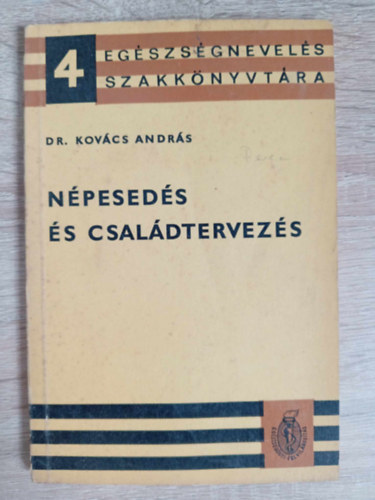 4
EGÉSZSÉGNEVELÉS
SZAKKÖNYVTÁRA
DR. KOVÁCS ANDRÁS
NÉPESEDÉS
ÉS CSALÁDTERVEZÉS